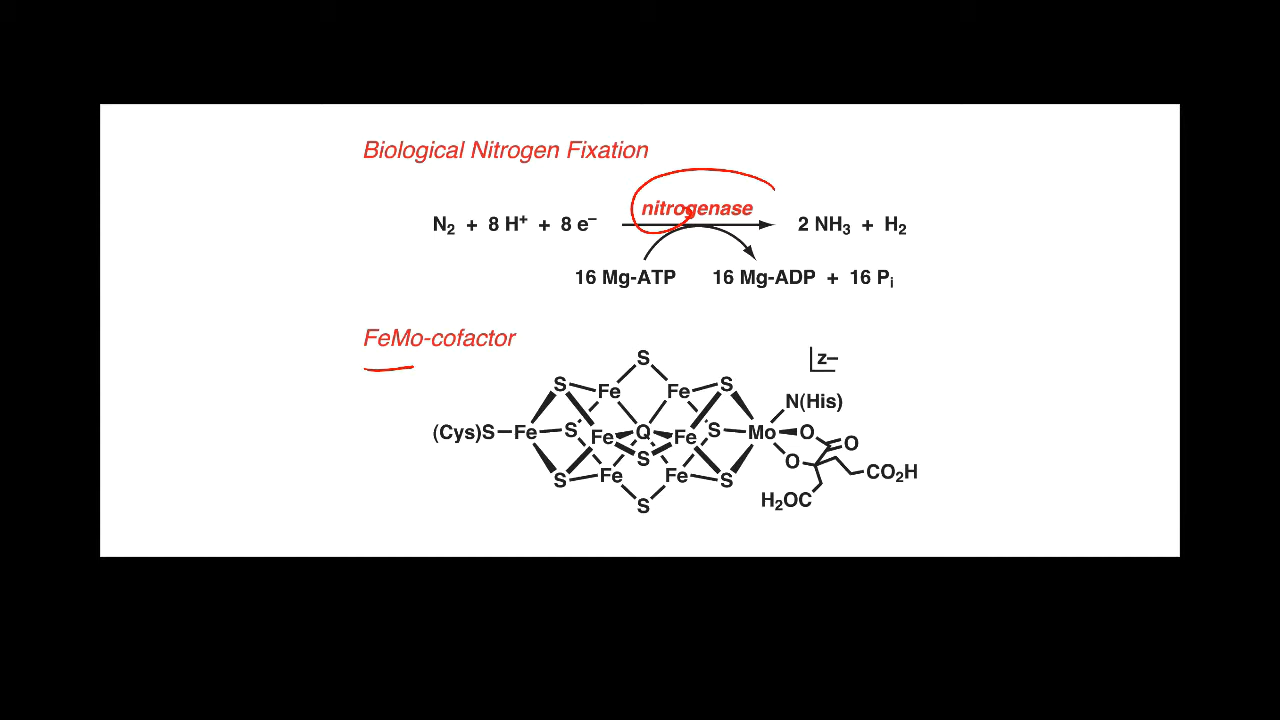 Biological Nitrogen Fixation
nitrogenase
N₂ + 8 H⁺ + 8 e⁻ 2 NH₃ + H₂
16 Mg-ATP 16 Mg-ADP + 16 Pᵢ
FeMo-cofactor
S
z−
S Fe Fe S
N(His)
(Cys)S Fe S Fe Q Fe S Mo O O
S
O
S Fe Fe S CO₂H
S H₂OC